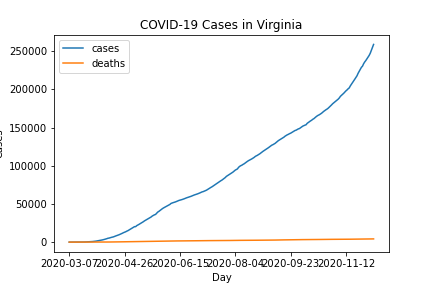 COVID-19 Cases in Virginia
cases
deaths
250000
200000
150000
100000
50000
0
Cases
2020-03-07 2020-04-26 2020-06-15 2020-08-04 2020-09-23 2020-11-12
Day